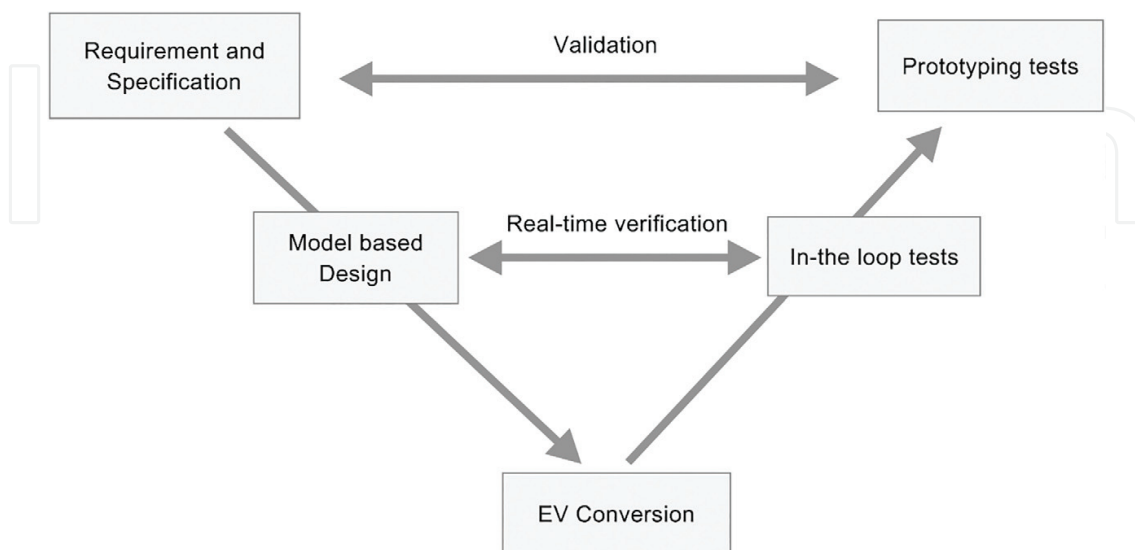 Requirement and
Specification
Validation
Prototyping tests
Model based
Design
Real-time verification
In-the loop tests
EV Conversion